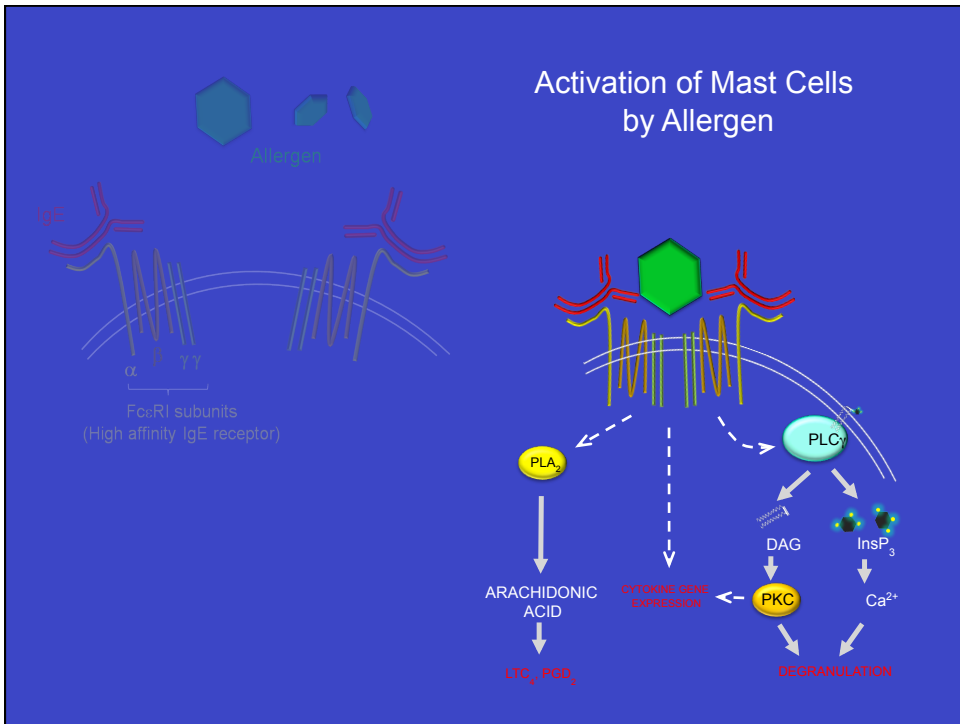 Activation of Mast Cells
by Allergen
Allergen
IgE
α
β
γγ
FcεRI subunits
(High affinity IgE receptor)
PLCγ
PLA₂
DAG
InsP₃
ARACHIDONIC
ACID
CYTOKINE GENE
EXPRESSION
PKC
Ca²⁺
LTC₄, PGD₂
DEGRANULATION